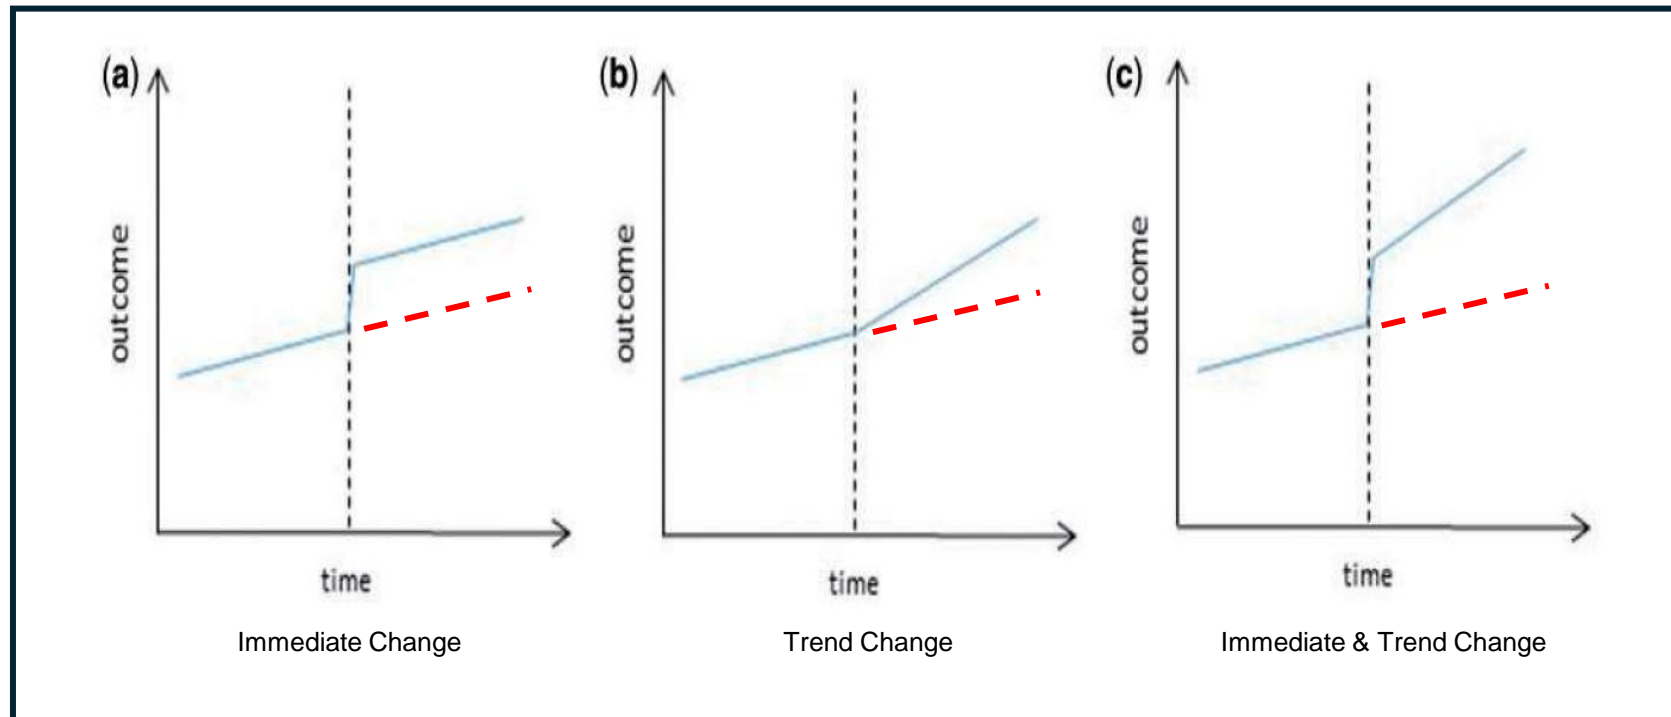 (a)
outcome
time
Immediate Change
(b)
outcome
time
Trend Change
(c)
outcome
time
Immediate & Trend Change